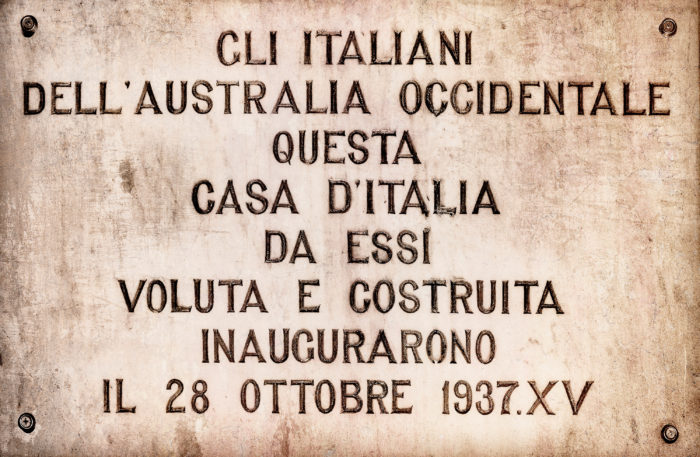 GLI ITALIANI
DELL'AUSTRALIA OCCIDENTALE
QUESTA
CASA D'ITALIA
DA ESSI
VOLUTA E COSTRUITA
INAUGURARONO
IL 28 OTTOBRE 1937.XV